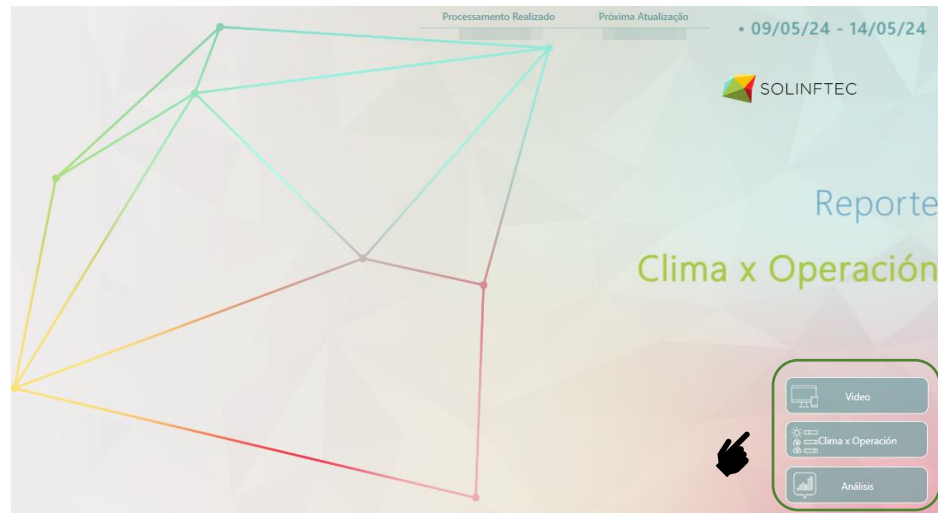 Processamento Realizado
Próxima Atualização
• 09/05/24 - 14/05/24
SOLINFTEC
Reporte
Clima x Operación
Video
Clima x Operación
Análisis